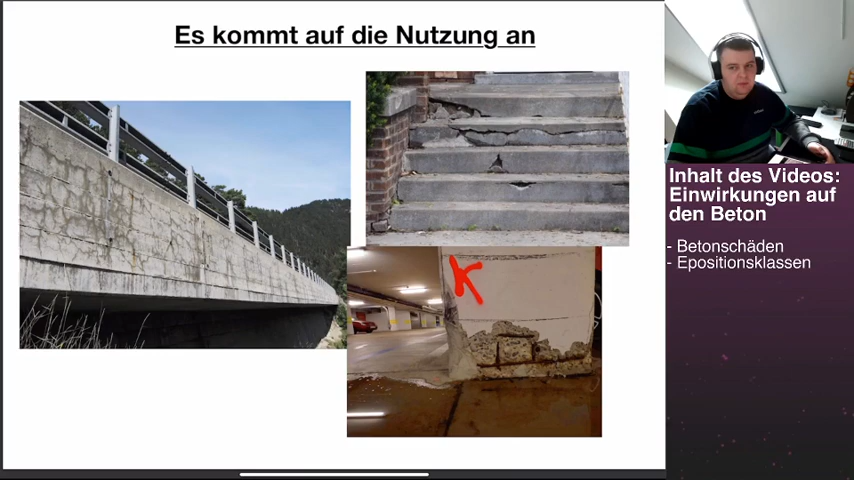 Es kommt auf die Nutzung an
K
Inhalt des Videos:
Einwirkungen auf
den Beton
- Betonschäden
- Epositionsklassen